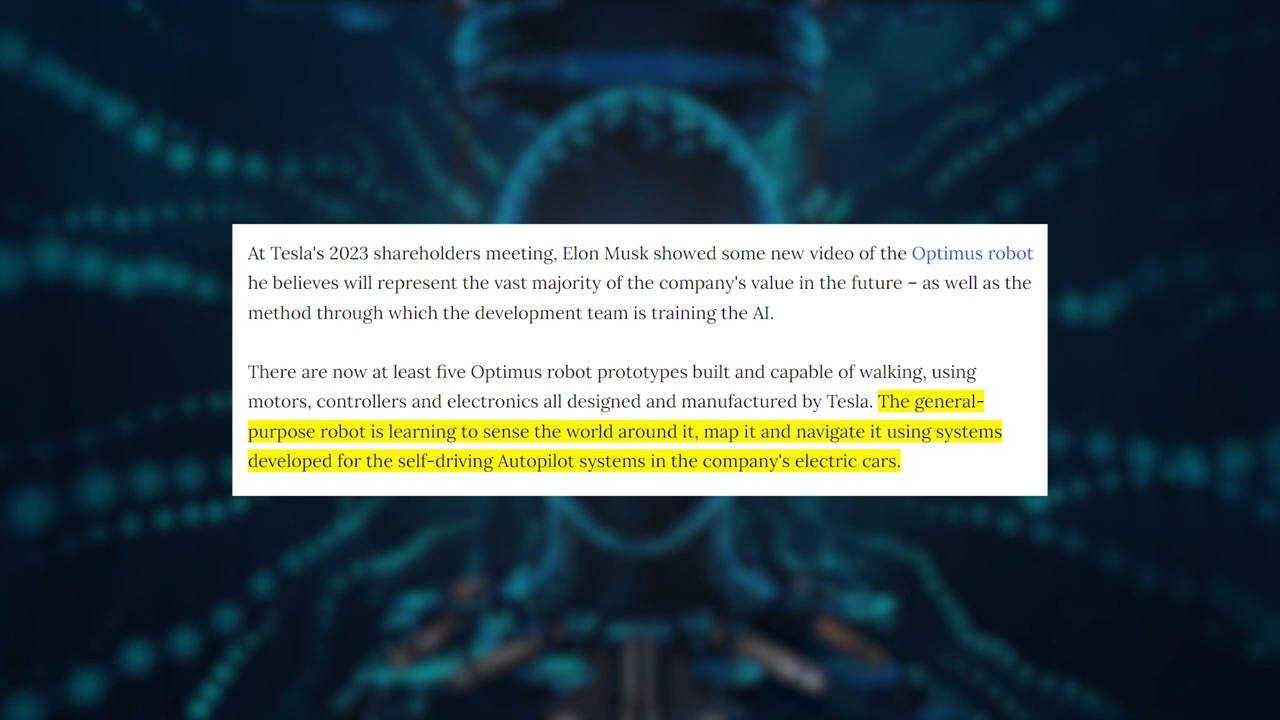 At Tesla's 2023 shareholders meeting, Elon Musk showed some new video of the Optimus robot
he believes will represent the vast majority of the company's value in the future – as well as the
method through which the development team is training the AI.
There are now at least five Optimus robot prototypes built and capable of walking, using
motors, controllers and electronics all designed and manufactured by Tesla. The general-
purpose robot is learning to sense the world around it, map it and navigate it using systems
developed for the self-driving Autopilot systems in the company's electric cars.